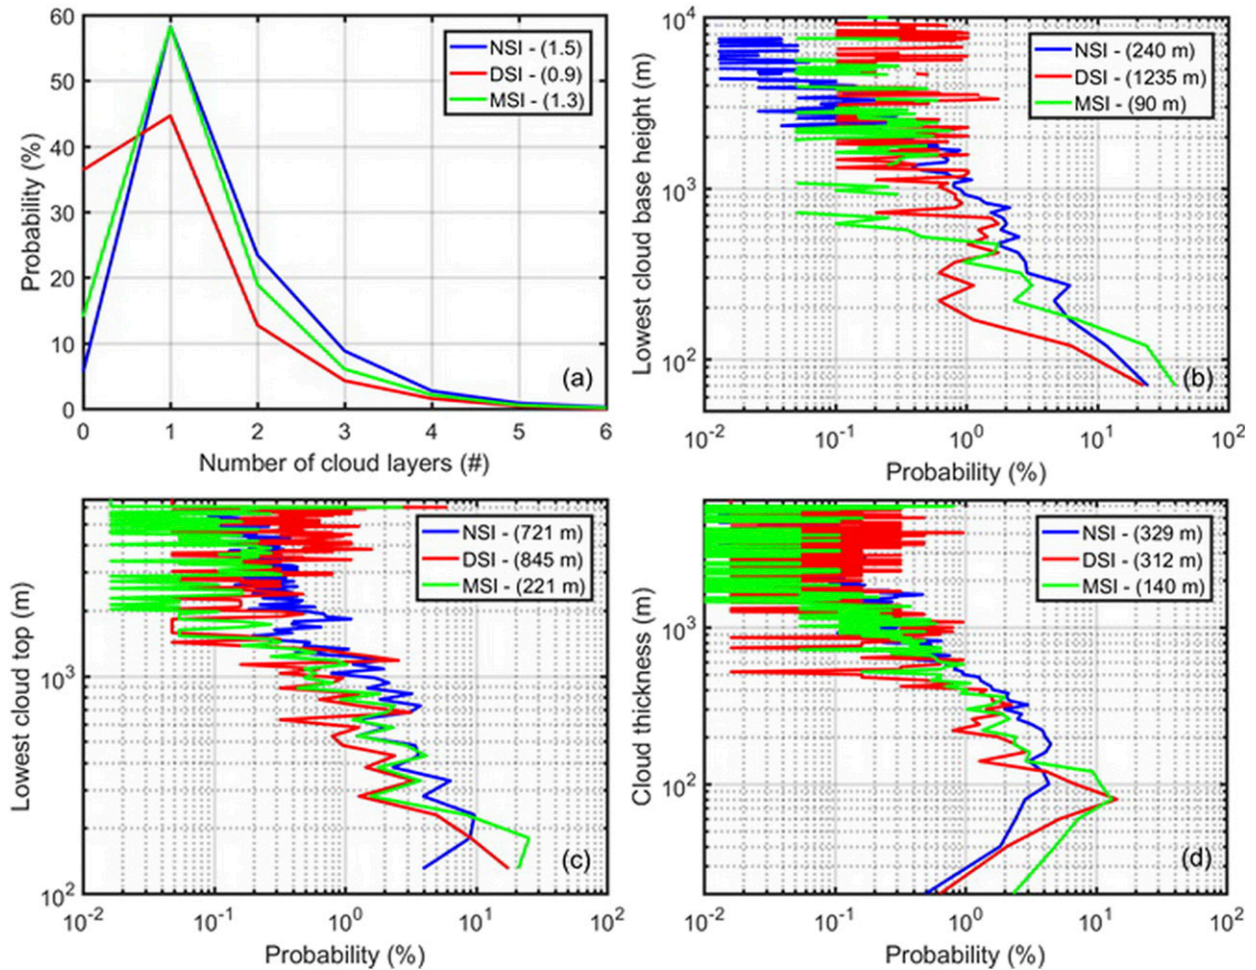 60
50
40
30
20
10
0
Probability (%)
0 1 2 3 4 5 6
Number of cloud layers (#)
NSI - (1.5)
DSI - (0.9)
MSI - (1.3)
(a)
10^4
10^3
10^2
Lowest cloud base height (m)
10^-2 10^-1 10^0 10^1 10^2
Probability (%)
NSI - (240 m)
DSI - (1235 m)
MSI - (90 m)
(b)
10^3
10^2
Lowest cloud top (m)
10^-2 10^-1 10^0 10^1 10^2
Probability (%)
NSI - (721 m)
DSI - (845 m)
MSI - (221 m)
(c)
10^3
10^2
Cloud thickness (m)
10^-2 10^-1 10^0 10^1 10^2
Probability (%)
NSI - (329 m)
DSI - (312 m)
MSI - (140 m)
(d)